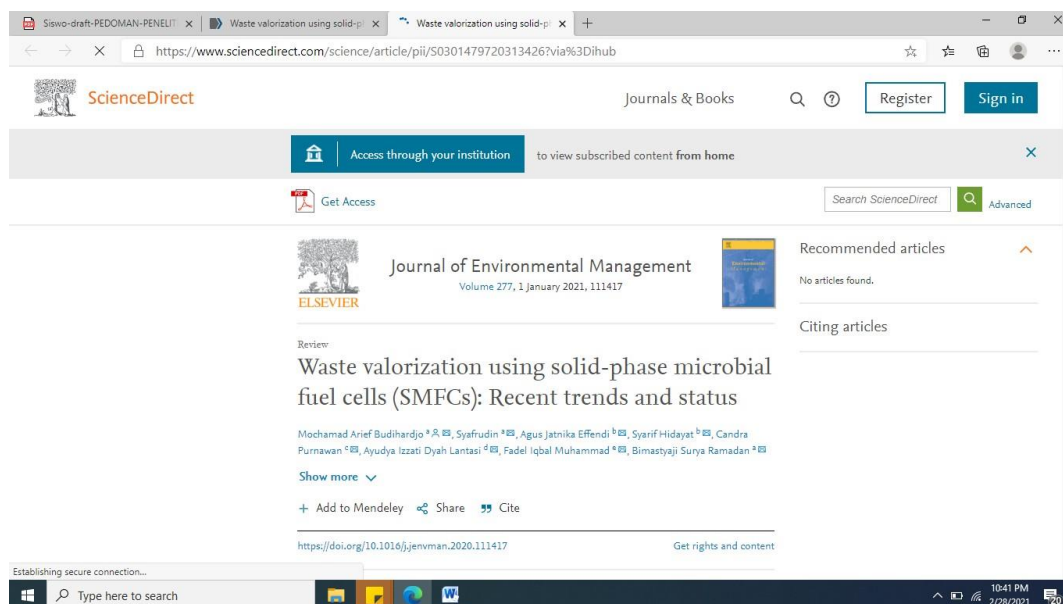 Siswo-draft-PEDOMAN-PENELIT
Waste valorization using solid-p
Waste valorization using solid-p
https://www.sciencedirect.com/science/article/pii/S0301479720313426?via%3Dihub
ScienceDirect
Journals & Books
Register
Sign in
Access through your institution
to view subscribed content from home
Get Access
Search ScienceDirect
Advanced
ELSEVIER
Journal of Environmental Management
Volume 277, 1 January 2021, 111417
Recommended articles
No articles found.
Citing articles
Review
Waste valorization using solid-phase microbial
fuel cells (SMFCs): Recent trends and status
Mochamad Arief Budihardjo a, Syafrudin a, Agus Jatnika Effendi b, Syarif Hidayat b, Candra
Purnawan c, Ayudya Izzati Dyah Lantasi d, Fadel Iqbal Muhammad e, Bimastyaji Surya Ramadan a
Show more
+ Add to Mendeley Share Cite
https://doi.org/10.1016/j.jenvman.2020.111417
Get rights and content
Establishing secure connection...
Type here to search
10:41 PM
2/28/2021